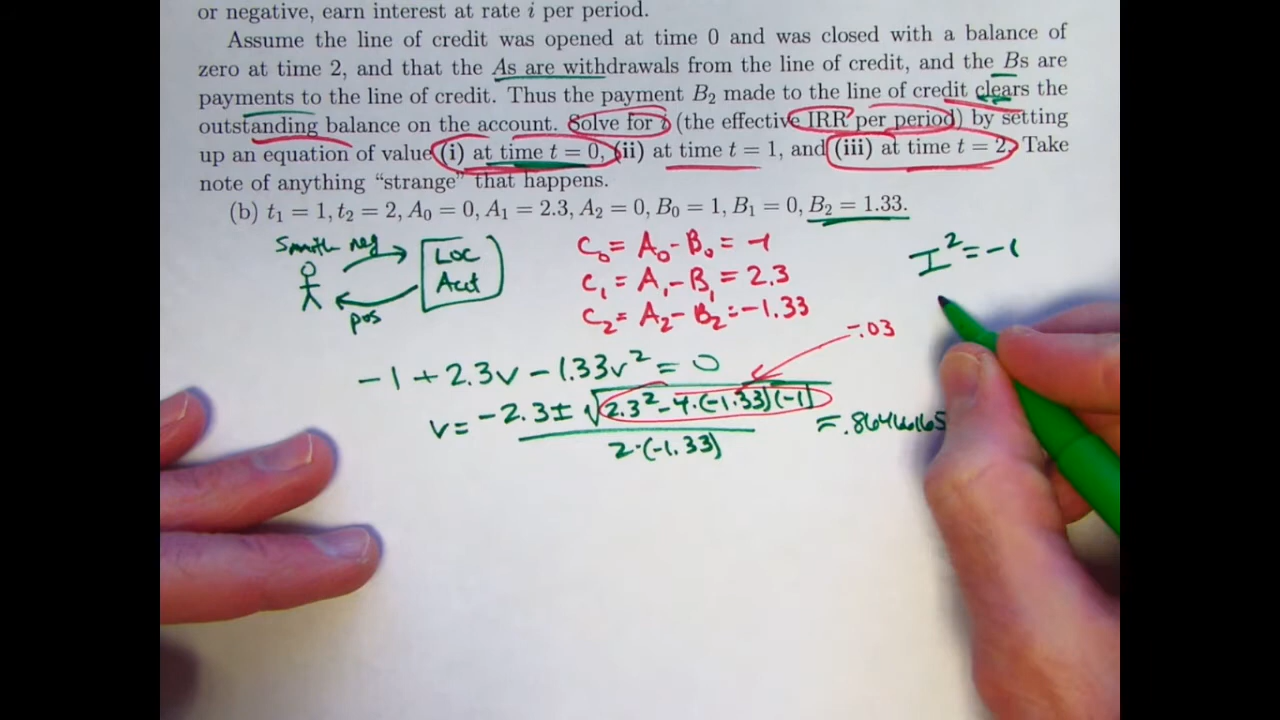 or negative, earn interest at rate i per period.
Assume the line of credit was opened at time 0 and was closed with a balance of
zero at time 2, and that the As are withdrawals from the line of credit, and the Bs are
payments to the line of credit. Thus the payment B₂ made to the line of credit clears the
outstanding balance on the account. Solve for i (the effective IRR per period) by setting
up an equation of value (i) at time t = 0, (ii) at time t = 1, and (iii) at time t = 2. Take
note of anything “strange” that happens.
(b) t₁ = 1, t₂ = 2, A₀ = 0, A₁ = 2.3, A₂ = 0, B₀ = 1, B₁ = 0, B₂ = 1.33.
Smith neg
LOC
Acct
pos
C₀ = A₀ - B₀ = -1
C₁ = A₁ - B₁ = 2.3
C₂ = A₂ - B₂ = -1.33
I² = -1
-.03
-1 + 2.3v - 1.33v² = 0
v = -2.3 ± √2.3² - 4·(-1.33)(-1)
2·(-1.33)